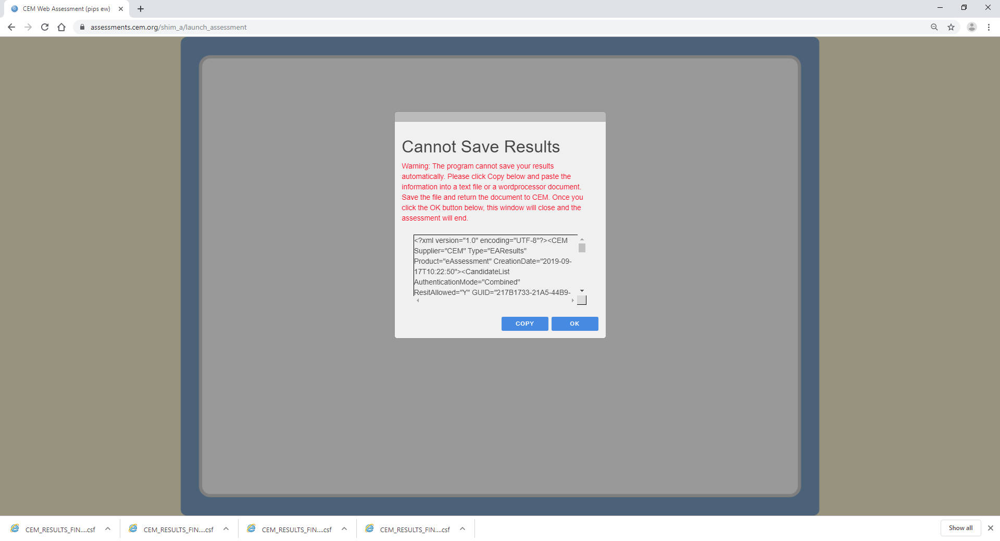 CEM Web Assessment (pips ew)
assessments.cem.org/shim_a/launch_assessment
Cannot Save Results
Warning: The program cannot save your results
automatically. Please click Copy below and paste the
information into a text file or a wordprocessor document.
Save the file and return the document to CEM. Once you
click the OK button below, this window will close and the
assessment will end.
<?xml version="1.0" encoding="UTF-8"?><CEM
Supplier="CEM" Type="EAResults"
Product="eAssessment" CreationDate="2019-09-
17T10:22:50"><CandidateList
AuthenticationMode="Combined"
ResitAllowed="Y" GUID="217B1733-21A5-44B9-
COPY OK
CEM_RESULTS_FIN....csf CEM_RESULTS_FIN....csf CEM_RESULTS_FIN....csf CEM_RESULTS_FIN....csf Show all